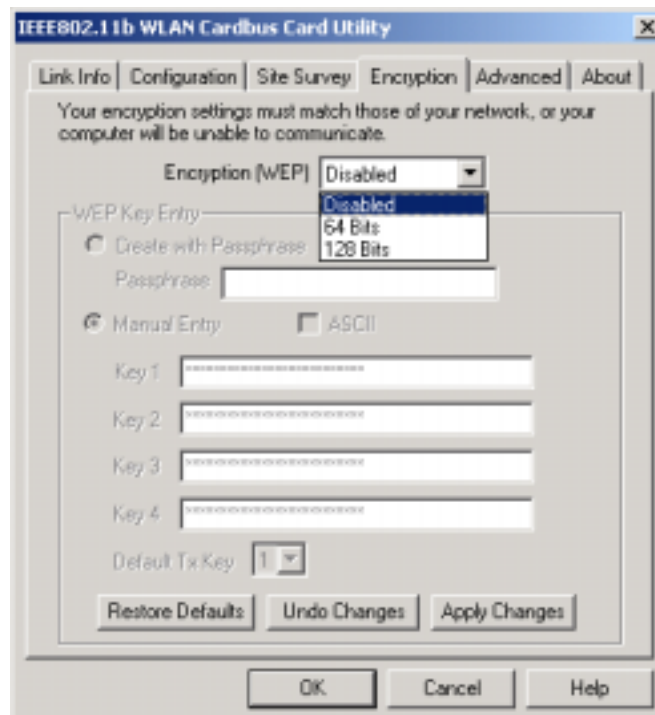 IEEE802.11b WLAN Cardbus Card Utility
Link Info Configuration Site Survey Encryption Advanced About
Your encryption settings must match those of your network, or your
computer will be unable to communicate.
Encryption (WEP) Disabled
Disabled
64 Bits
128 Bits
WEP Key Entry
Create with Passphrase
Passphrase
Manual Entry ASCII
Key 1
Key 2
Key 3
Key 4
Default Tx Key 1
Restore Defaults Undo Changes Apply Changes
OK Cancel Help